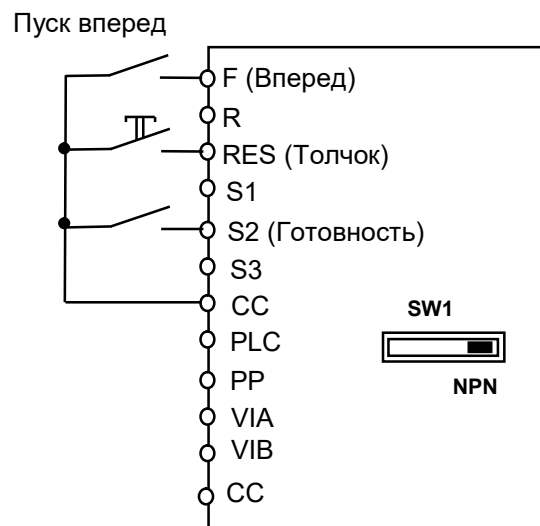 Пуск вперед
F (Вперед)
R
RES (Толчок)
S1
S2 (Готовность)
S3
CC
SW1
PLC
PP
NPN
VIA
VIB
CC